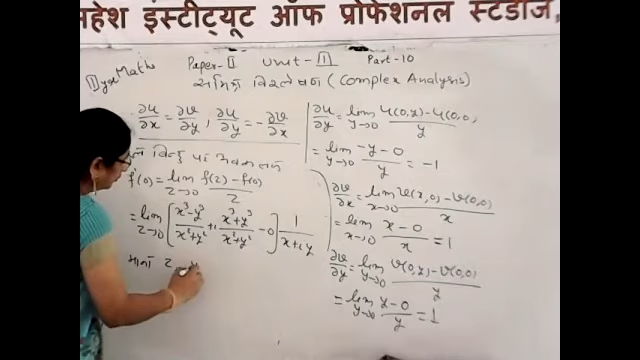 महेश इंस्टीट्यूट ऑफ प्रोफेशनल स्टडीज,
Maths Paper-II Unit-II Part-10
सम्मिश्र विश्लेषण (Complex Analysis)
∂u/∂x = ∂v/∂y, ∂u/∂y = -∂v/∂x
बिन्दु पर अवकलन
f'(0) = lim z→0 f(z)-f(0)/z
= lim z→0 [x³-y³/x²+y² + i x³+y³/x²+y² - 0] 1/x+iy
माना z
∂u/∂y = lim y→0 u(0,y)-u(0,0)/y
= lim y→0 -y-0/y = -1
∂v/∂x = lim x→0 v(x,0)-v(0,0)/x
= lim x→0 x-0/x = 1
∂v/∂y = lim y→0 v(0,y)-v(0,0)/y
= lim y→0 y-0/y = 1